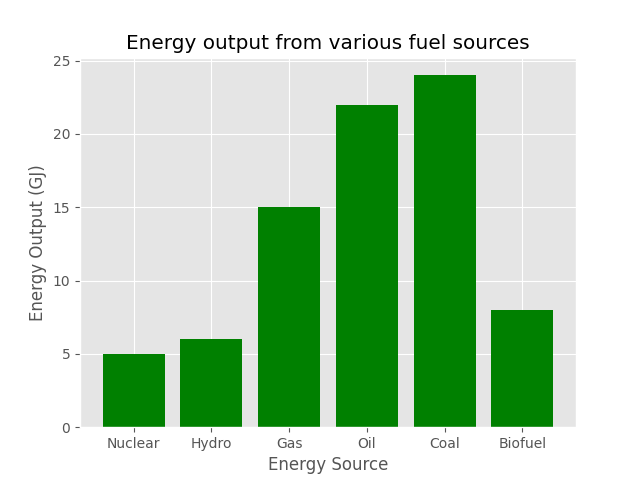 Energy output from various fuel sources
Energy Output (GJ)
25
20
15
10
5
0
Nuclear Hydro Gas Oil Coal Biofuel
Energy Source